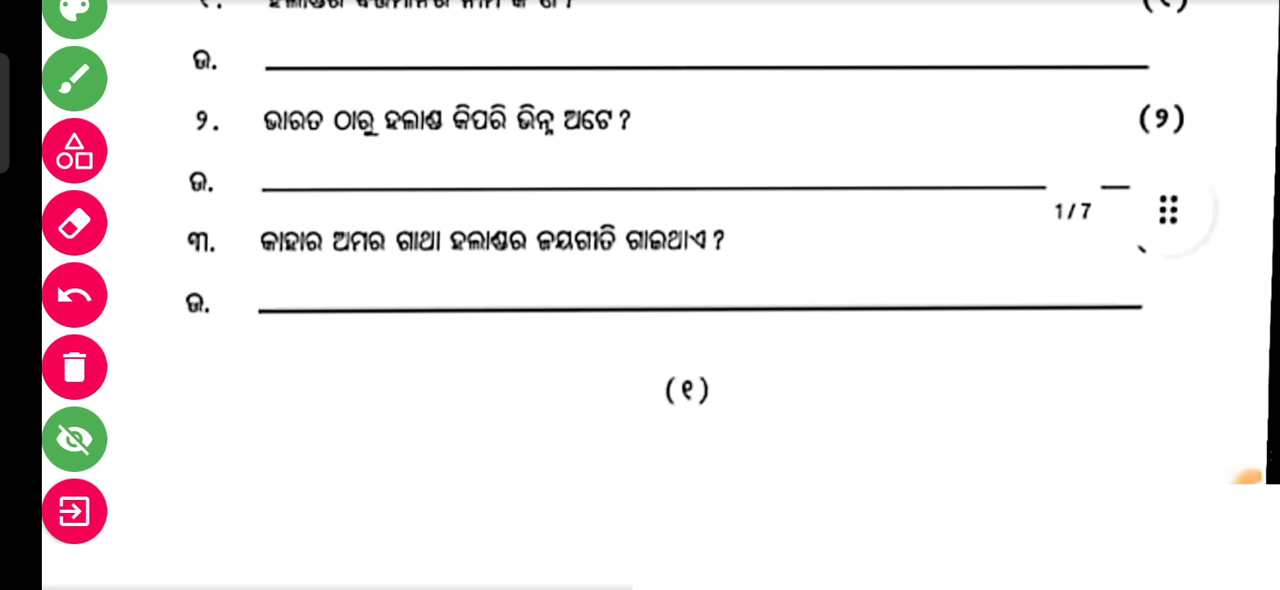 ଉ.
୨. ଭାରତ ଠାରୁ ହଲାଣ୍ଡ କିପରି ଭିନ୍ନ ଅଟେ ? (୨)
ଉ.
1/7
୩. କାହାର ଅମର ଗାଥା ହଲାଣ୍ଡର ଜୟଗୀତି ଗାଇଥାଏ ?
ଉ.
(୧)